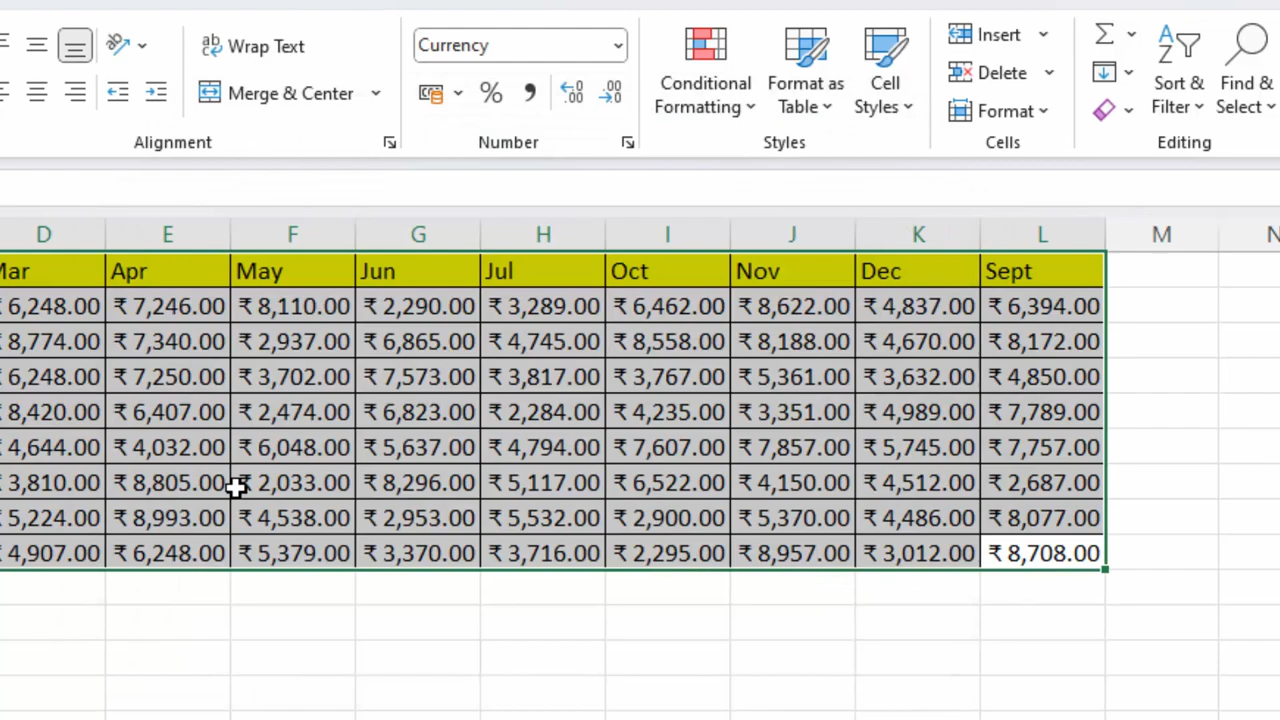 ab Wrap Text Currency Insert
Conditional Format as Cell Delete Sort & Find &
Merge & Center % Formatting Table Styles Format Filter Select
Alignment Number Styles Cells Editing
D E F G H I J K L M N
Mar Apr May Jun Jul Oct Nov Dec Sept
₹ 6,248.00 ₹ 7,246.00 ₹ 8,110.00 ₹ 2,290.00 ₹ 3,289.00 ₹ 6,462.00 ₹ 8,622.00 ₹ 4,837.00 ₹ 6,394.00
₹ 8,774.00 ₹ 7,340.00 ₹ 2,937.00 ₹ 6,865.00 ₹ 4,745.00 ₹ 8,558.00 ₹ 8,188.00 ₹ 4,670.00 ₹ 8,172.00
₹ 6,248.00 ₹ 7,250.00 ₹ 3,702.00 ₹ 7,573.00 ₹ 3,817.00 ₹ 3,767.00 ₹ 5,361.00 ₹ 3,632.00 ₹ 4,850.00
₹ 8,420.00 ₹ 6,407.00 ₹ 2,474.00 ₹ 6,823.00 ₹ 2,284.00 ₹ 4,235.00 ₹ 3,351.00 ₹ 4,989.00 ₹ 7,789.00
₹ 4,644.00 ₹ 4,032.00 ₹ 6,048.00 ₹ 5,637.00 ₹ 4,794.00 ₹ 7,607.00 ₹ 7,857.00 ₹ 5,745.00 ₹ 7,757.00
₹ 3,810.00 ₹ 8,805.00 ₹ 2,033.00 ₹ 8,296.00 ₹ 5,117.00 ₹ 6,522.00 ₹ 4,150.00 ₹ 4,512.00 ₹ 2,687.00
₹ 5,224.00 ₹ 8,993.00 ₹ 4,538.00 ₹ 2,953.00 ₹ 5,532.00 ₹ 2,900.00 ₹ 5,370.00 ₹ 4,486.00 ₹ 8,077.00
₹ 4,907.00 ₹ 6,248.00 ₹ 5,379.00 ₹ 3,370.00 ₹ 3,716.00 ₹ 2,295.00 ₹ 8,957.00 ₹ 3,012.00 ₹ 8,708.00